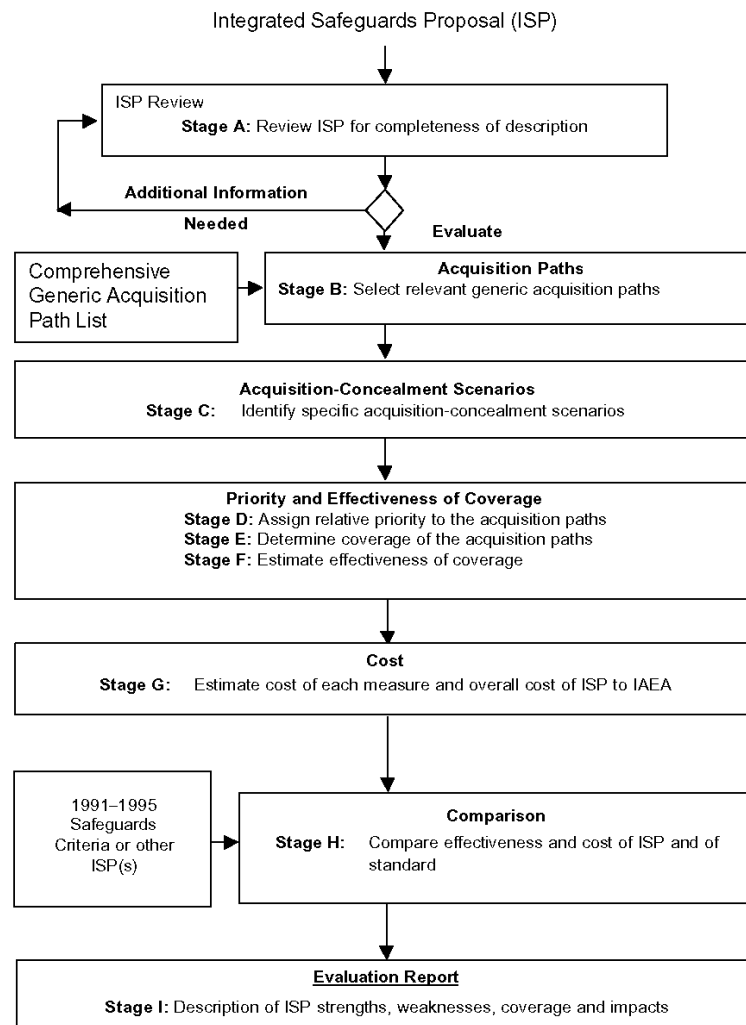 Integrated Safeguards Proposal (ISP)
ISP Review
Stage A: Review ISP for completeness of description
Additional Information
Needed
Evaluate
Comprehensive
Generic Acquisition
Path List
Acquisition Paths
Stage B: Select relevant generic acquisition paths
Acquisition-Concealment Scenarios
Stage C: Identify specific acquisition-concealment scenarios
Priority and Effectiveness of Coverage
Stage D: Assign relative priority to the acquisition paths
Stage E: Determine coverage of the acquisition paths
Stage F: Estimate effectiveness of coverage
Cost
Stage G: Estimate cost of each measure and overall cost of ISP to IAEA
1991–1995
Safeguards
Criteria or other
ISP(s)
Comparison
Stage H: Compare effectiveness and cost of ISP and of
standard
Evaluation Report
Stage I: Description of ISP strengths, weaknesses, coverage and impacts